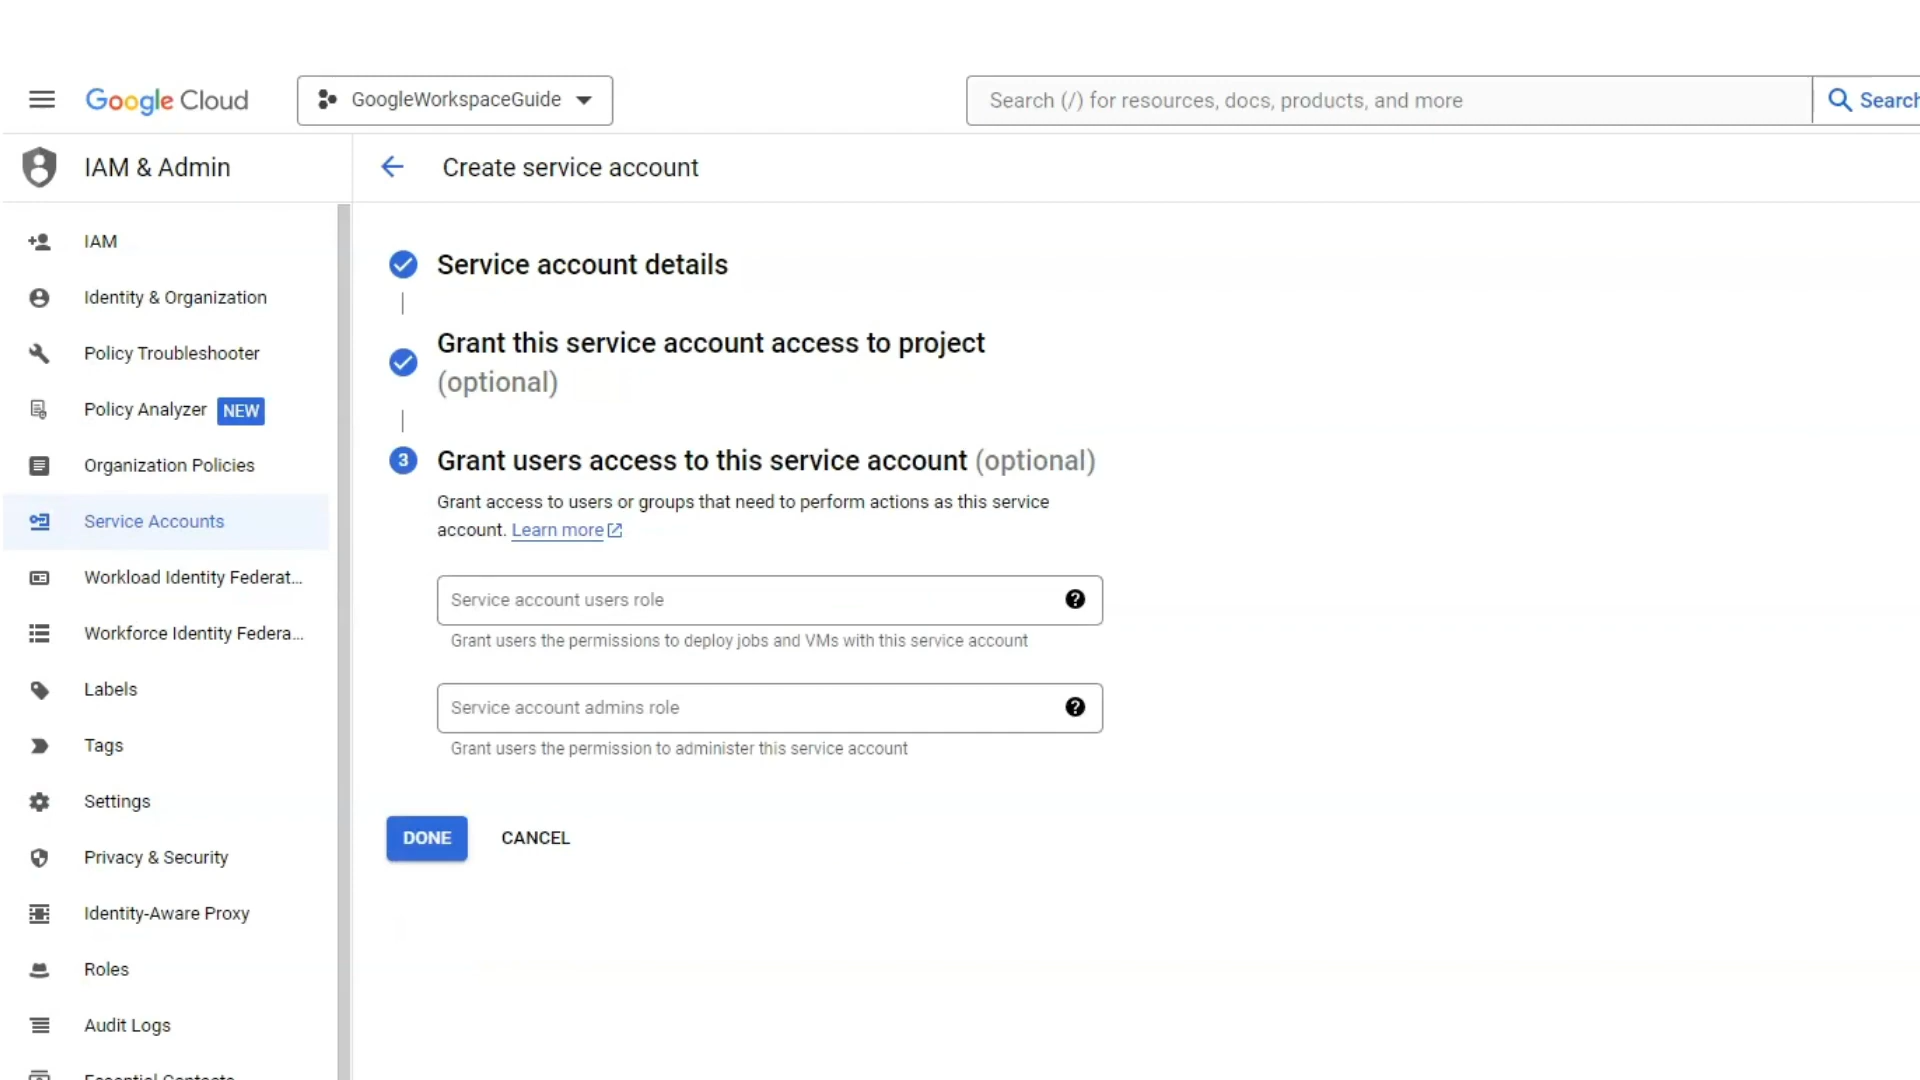 Google Cloud
GoogleWorkspaceGuide
Search (/) for resources, docs, products, and more
Search
IAM & Admin
Create service account
IAM
Identity & Organization
Policy Troubleshooter
Policy Analyzer NEW
Organization Policies
Service Accounts
Workload Identity Federat...
Workforce Identity Federa...
Labels
Tags
Settings
Privacy & Security
Identity-Aware Proxy
Roles
Audit Logs
Essential Contacts
Service account details
Grant this service account access to project
(optional)
3 Grant users access to this service account (optional)
Grant access to users or groups that need to perform actions as this service
account. Learn more
Service account users role
Grant users the permissions to deploy jobs and VMs with this service account
Service account admins role
Grant users the permission to administer this service account
DONE
CANCEL